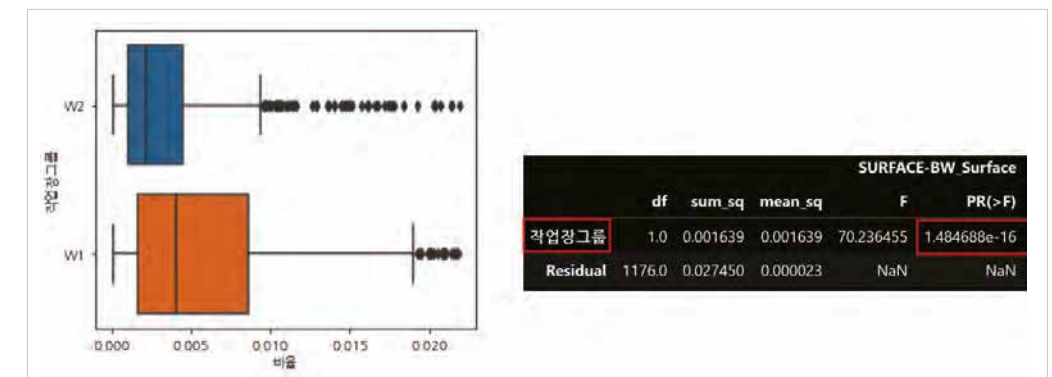 W2
W1
작업장그룹
0.000 0.005 0.010 0.015 0.020
비율
SURFACE-BW_Surface
df sum_sq mean_sq F PR(>F)
작업장그룹 1.0 0.001639 0.001639 70.236455 1.484688e-16
Residual 1176.0 0.027450 0.000023 NaN NaN